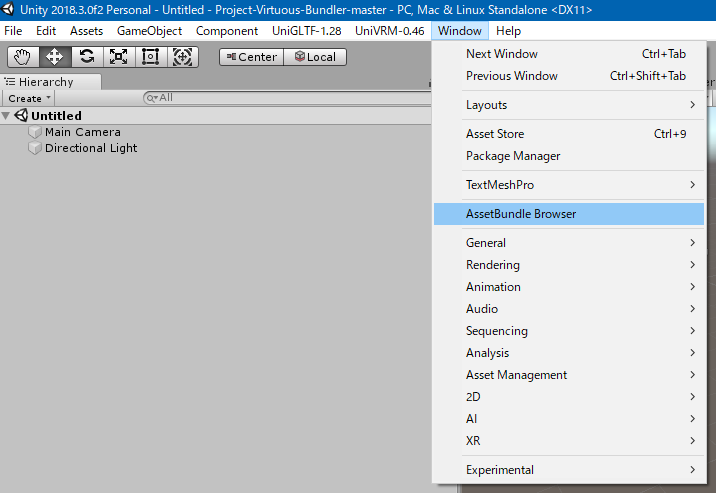 Unity 2018.3.0f2 Personal - Untitled - Project-Virtuous-Bundler-master - PC, Mac & Linux Standalone <DX11>
File Edit Assets GameObject Component UniGLTF-1.28 UniVRM-0.46 Window Help
Center Local
Hierarchy
Create All
Untitled
Main Camera
Directional Light
Next Window Ctrl+Tab
Previous Window Ctrl+Shift+Tab
Layouts
Asset Store Ctrl+9
Package Manager
TextMeshPro
AssetBundle Browser
General
Rendering
Animation
Audio
Sequencing
Analysis
Asset Management
2D
AI
XR
Experimental